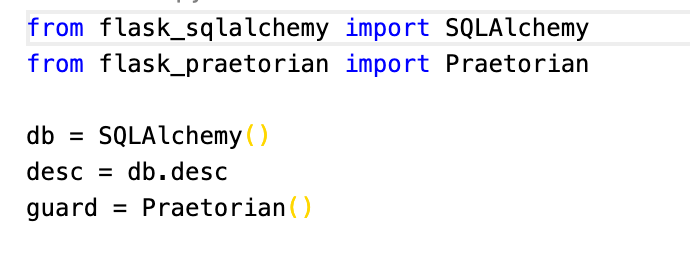 from flask_sqlalchemy import SQLAlchemy
from flask_praetorian import Praetorian
db = SQLAlchemy()
desc = db.desc
guard = Praetorian()